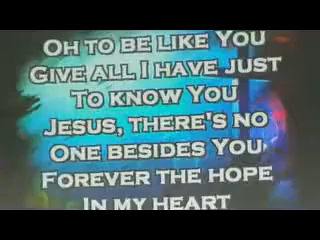 Oh to be like You
Give all I have just
To know You
Jesus, there's no
One besides You
Forever the hope
In my heart